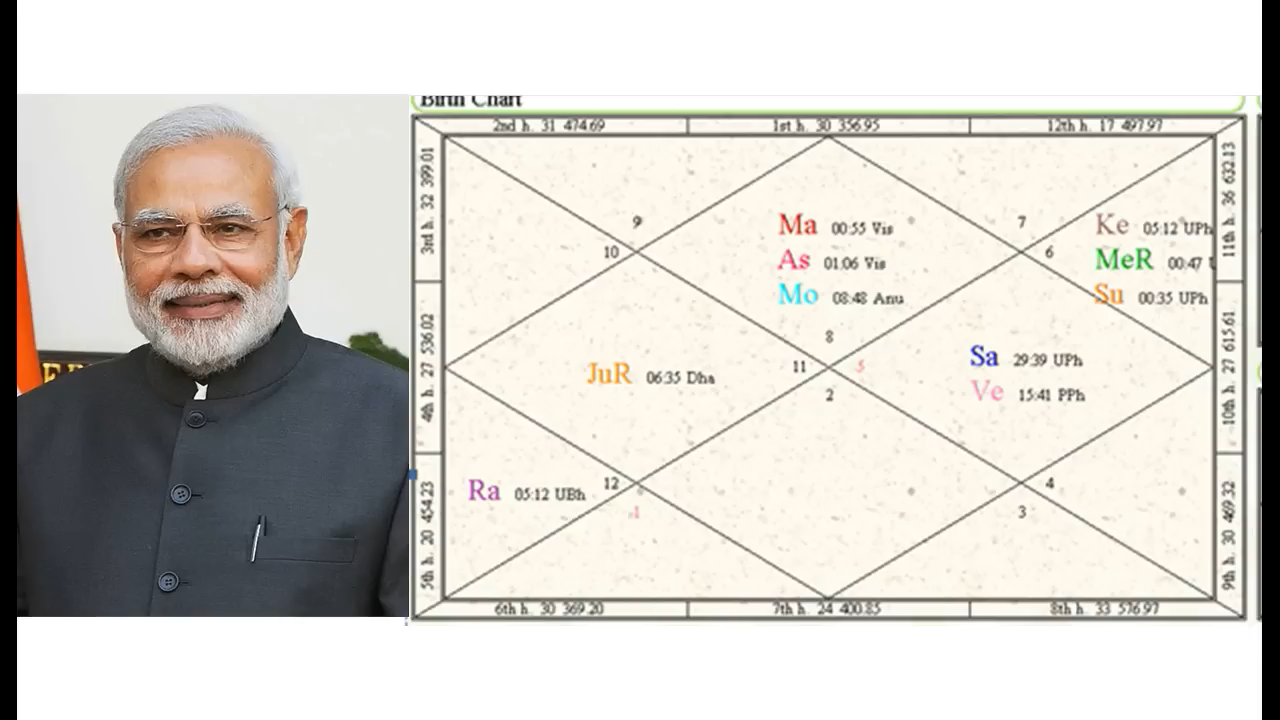 Birth Chart
2nd h. 31 474.69
1st h. 30 356.95
12th h. 17 497.97
3rd h. 32 399.01
11th h. 36 632.13
9
7
10
6
Ma 00:55 Vis
As 01:06 Vis
Mo 08:48 Anu
Ke 05:12 UPh
MeR 00:47
Su 00:35 UPh
8
11
5
2
4th h. 27 536.02
10th h. 27 615.61
JuR 06:35 Dha
Sa 29:39 UPh
Ve 15:41 PPh
Ra 05:12 UBh
12
1
4
3
5th h. 20 454.23
9th h. 30 469.32
6th h. 30 369.20
7th h. 24 400.85
8th h. 33 576.97